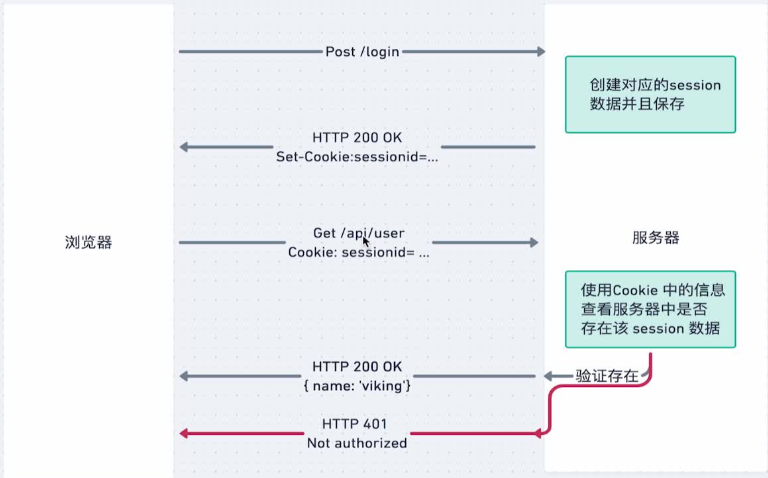 Post /login
创建对应的session
数据并且保存
HTTP 200 OK
Set-Cookie:sessionid=...
浏览器
Get /api/user
Cookie: sessionid= ...
服务器
使用Cookie 中的信息
查看服务器中是否
存在该 session 数据
HTTP 200 OK
{ name: 'viking'}
验证存在
HTTP 401
Not authorized